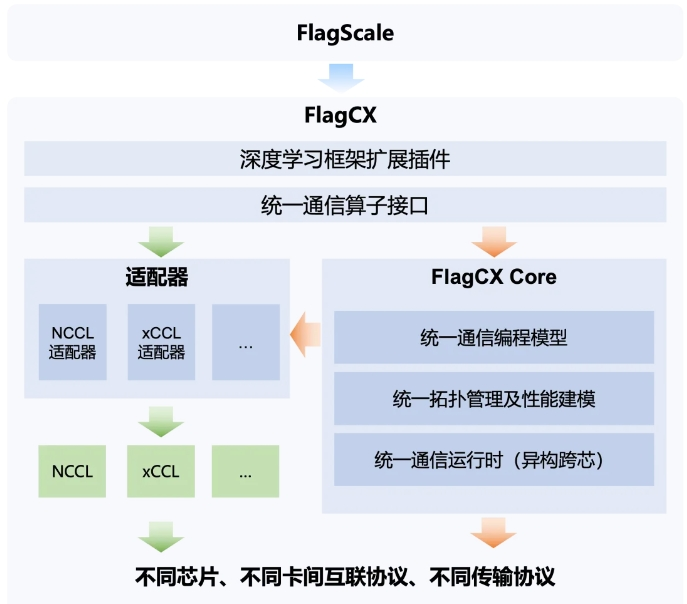 FlagScale
FlagCX
深度学习框架扩展插件
统一通信算子接口
适配器
NCCL
适配器
xCCL
适配器
...
NCCL
xCCL
...
FlagCX Core
统一通信编程模型
统一拓扑管理及性能建模
统一通信运行时（异构跨芯）
不同芯片、不同卡间互联协议、不同传输协议